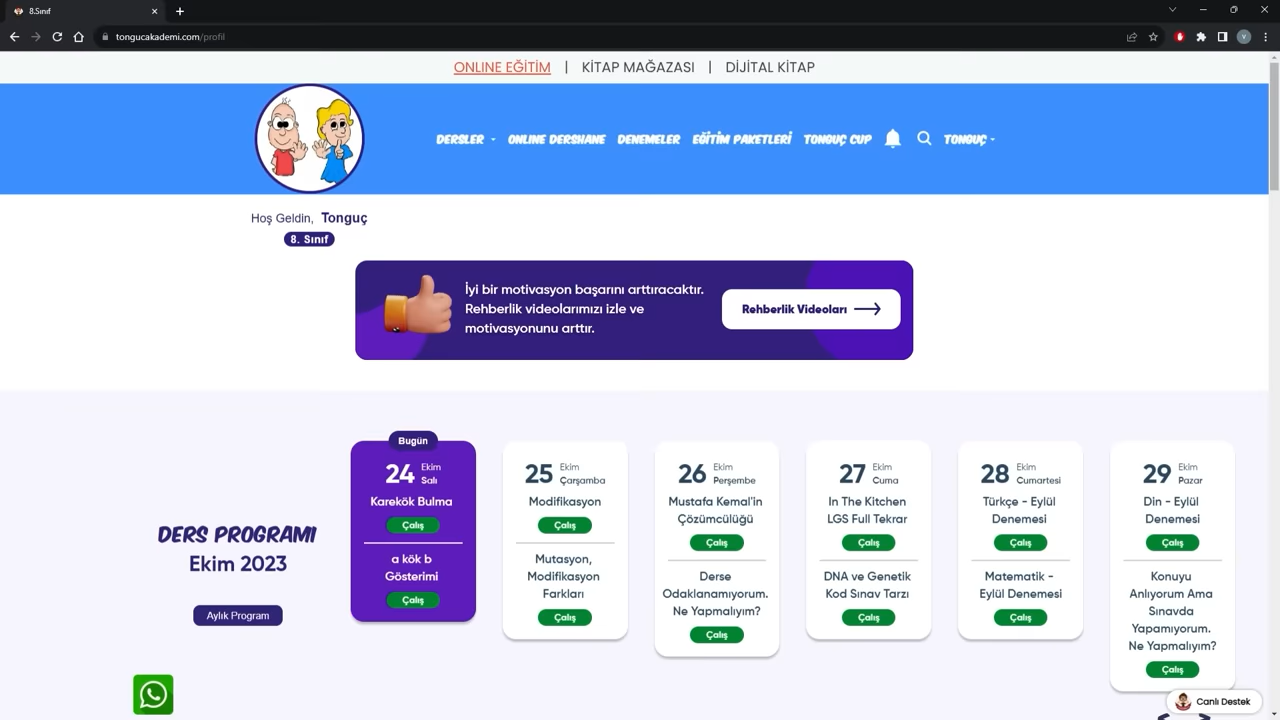 8.Sınıf
tongucakademi.com/profil
ONLINE EĞİTİM | KİTAP MAĞAZASI | DİJİTAL KİTAP
DERSLER ONLINE DERSHANE DENEMELER EĞİTİM PAKETLERİ TONGUÇ CUP TONGUÇ
Hoş Geldin, Tonguç
8. Sınıf
İyi bir motivasyon başarını arttıracaktır.
Rehberlik videolarımızı izle ve
motivasyonunu arttır.
Rehberlik Videoları
DERS PROGRAMI
Ekim 2023
Aylık Program
Bugün
24 Ekim
Salı
Karekök Bulma
Çalış
a kök b
Gösterimi
Çalış
25 Ekim
Çarşamba
Modifikasyon
Çalış
Mutasyon,
Modifikasyon
Farkları
Çalış
26 Ekim
Perşembe
Mustafa Kemal'in
Çözümcülüğü
Çalış
Derse
Odaklanamıyorum.
Ne Yapmalıyım?
Çalış
27 Ekim
Cuma
In The Kitchen
LGS Full Tekrar
Çalış
DNA ve Genetik
Kod Sınav Tarzı
Çalış
28 Ekim
Cumartesi
Türkçe - Eylül
Denemesi
Çalış
Matematik -
Eylül Denemesi
Çalış
29 Ekim
Pazar
Din - Eylül
Denemesi
Çalış
Konuyu
Anlıyorum Ama
Sınavda
Yapamıyorum.
Ne Yapmalıyım?
Çalış
Canlı Destek